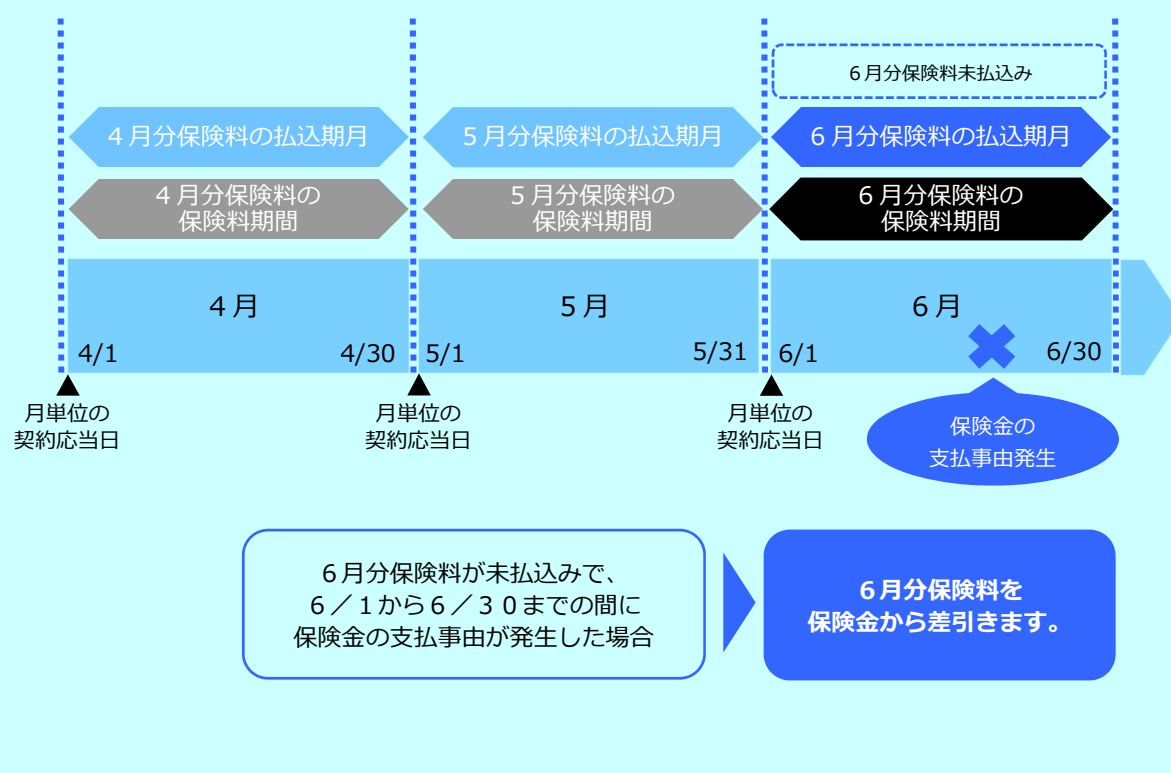 ６月分保険料未払込み
４月分保険料の払込期月
５月分保険料の払込期月
６月分保険料の払込期月
４月分保険料の
保険料期間
５月分保険料の
保険料期間
６月分保険料の
保険料期間
４月
５月
６月
4/1
4/30
5/1
5/31
6/1
6/30
月単位の
契約応当日
月単位の
契約応当日
月単位の
契約応当日
保険金の
支払事由発生
６月分保険料が未払込みで、
６／１から６／３０までの間に
保険金の支払事由が発生した場合
６月分保険料を
保険金から差引きます。